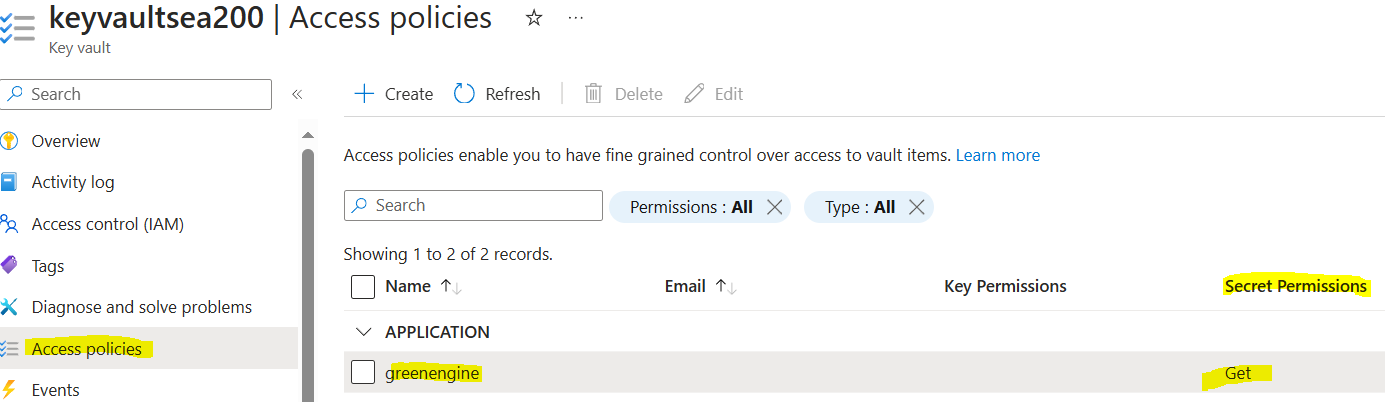 keyvaultsea200 | Access policies
Key vault
Search
Create Refresh Delete Edit
Overview
Activity log
Access control (IAM)
Tags
Diagnose and solve problems
Access policies
Events
Access policies enable you to have fine grained control over access to vault items. Learn more
Search
Permissions : All
Type : All
Showing 1 to 2 of 2 records.
Name Email Key Permissions Secret Permissions
APPLICATION
greenengine Get